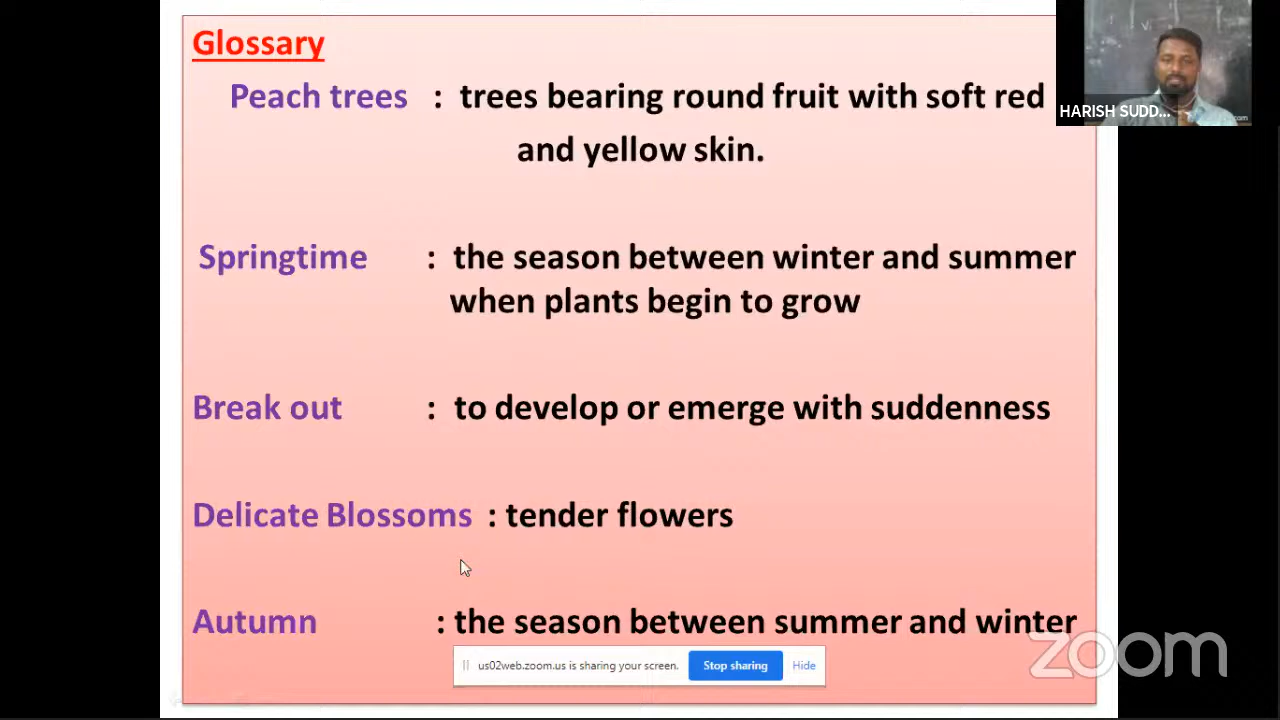 Glossary
Peach trees : trees bearing round fruit with soft red
and yellow skin.
Springtime : the season between winter and summer
when plants begin to grow
Break out : to develop or emerge with suddenness
Delicate Blossoms : tender flowers
Autumn : the season between summer and winter
HARISH SUDD...
us02web.zoom.us is sharing your screen. Stop sharing Hide
zoom